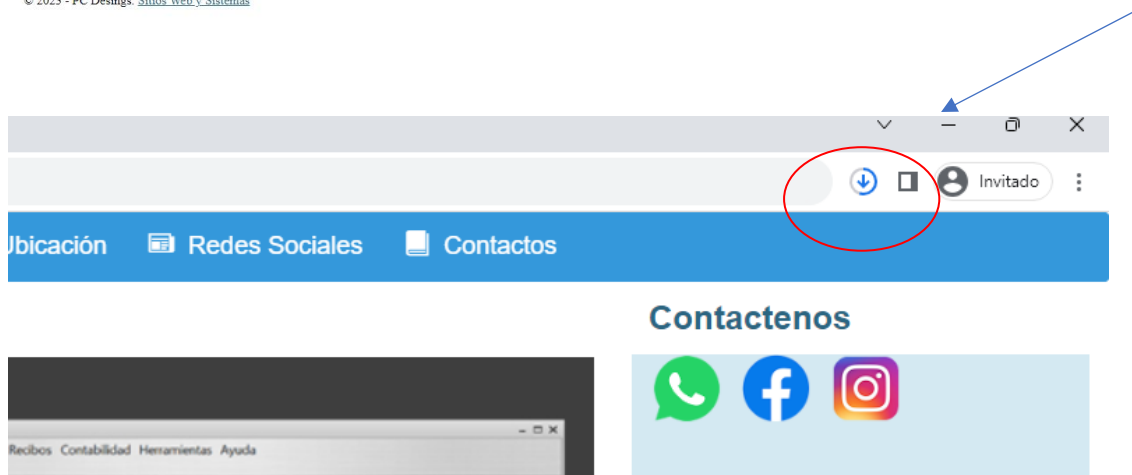 © 2023 - PC Desings. Sitios Web y Sistemas
Invitado
Ubicación Redes Sociales Contactos
Contactenos
Recibos Contabilidad Herramientas Ayuda